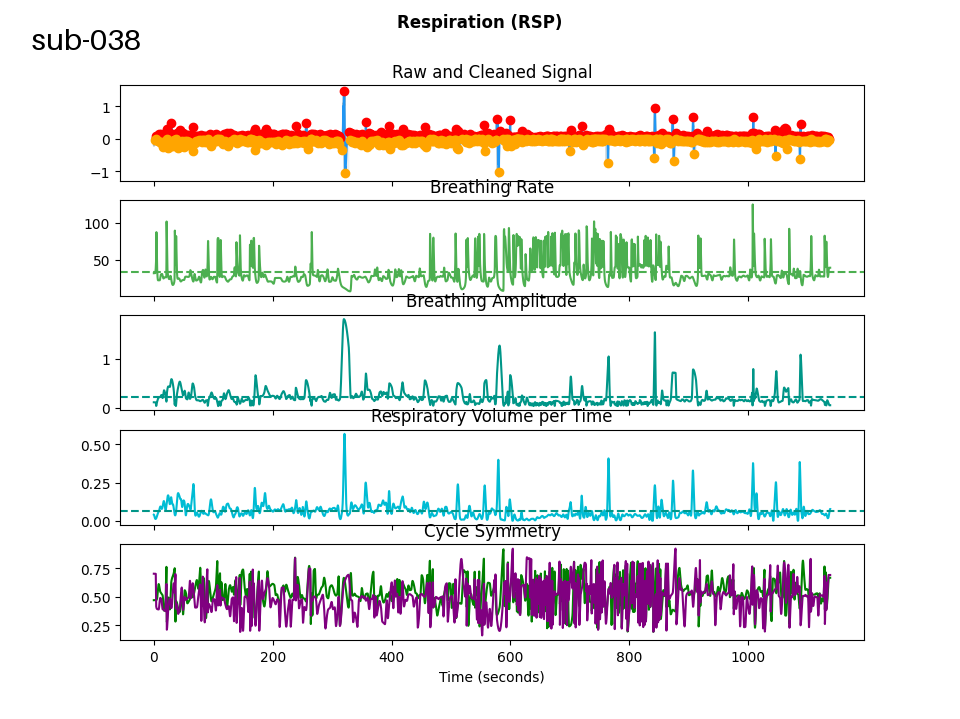 Respiration (RSP)
sub-038
Raw and Cleaned Signal
1
0
−1
Breathing Rate
100
50
Breathing Amplitude
1
0
Respiratory Volume per Time
0.50
0.25
0.00
Cycle Symmetry
0.75
0.50
0.25
0 200 400 600 800 1000
Time (seconds)